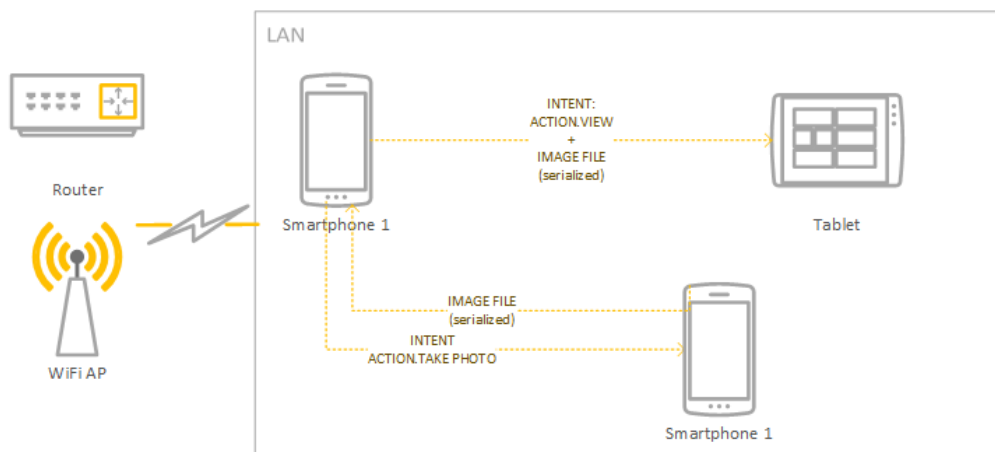 LAN
INTENT:
ACTION.VIEW
+
IMAGE FILE
(serialized)
Router
Smartphone 1
Tablet
IMAGE FILE
(serialized)
INTENT
ACTION.TAKE PHOTO
WiFi AP
Smartphone 1